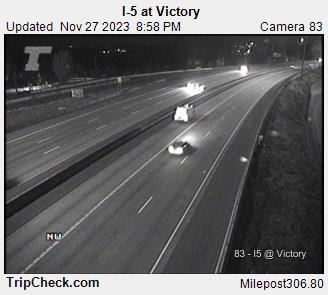 I-5 at Victory
Updated Nov 27 2023 8:58 PM Camera 83
T
NW
83 - I5 @ Victory
TripCheck.com Milepost306.80